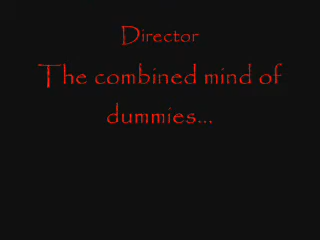 Director
The combined mind of
dummies...